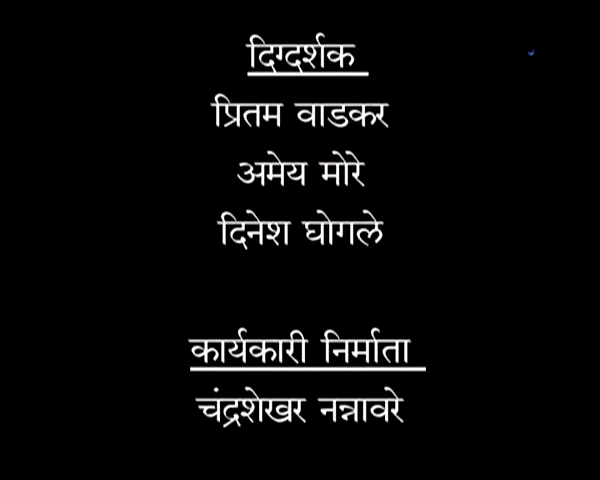 दिग्दर्शक
प्रितम वाडकर
अमेय मोरे
दिनेश घोगले
कार्यकारी निर्माता
चंद्रशेखर नन्नावरे